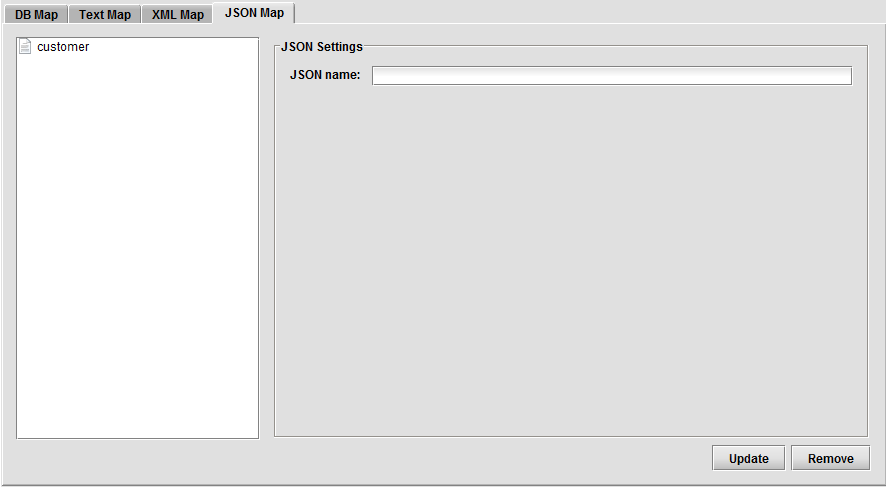 DB Map Text Map XML Map JSON Map
customer
JSON Settings
JSON name:
Update Remove